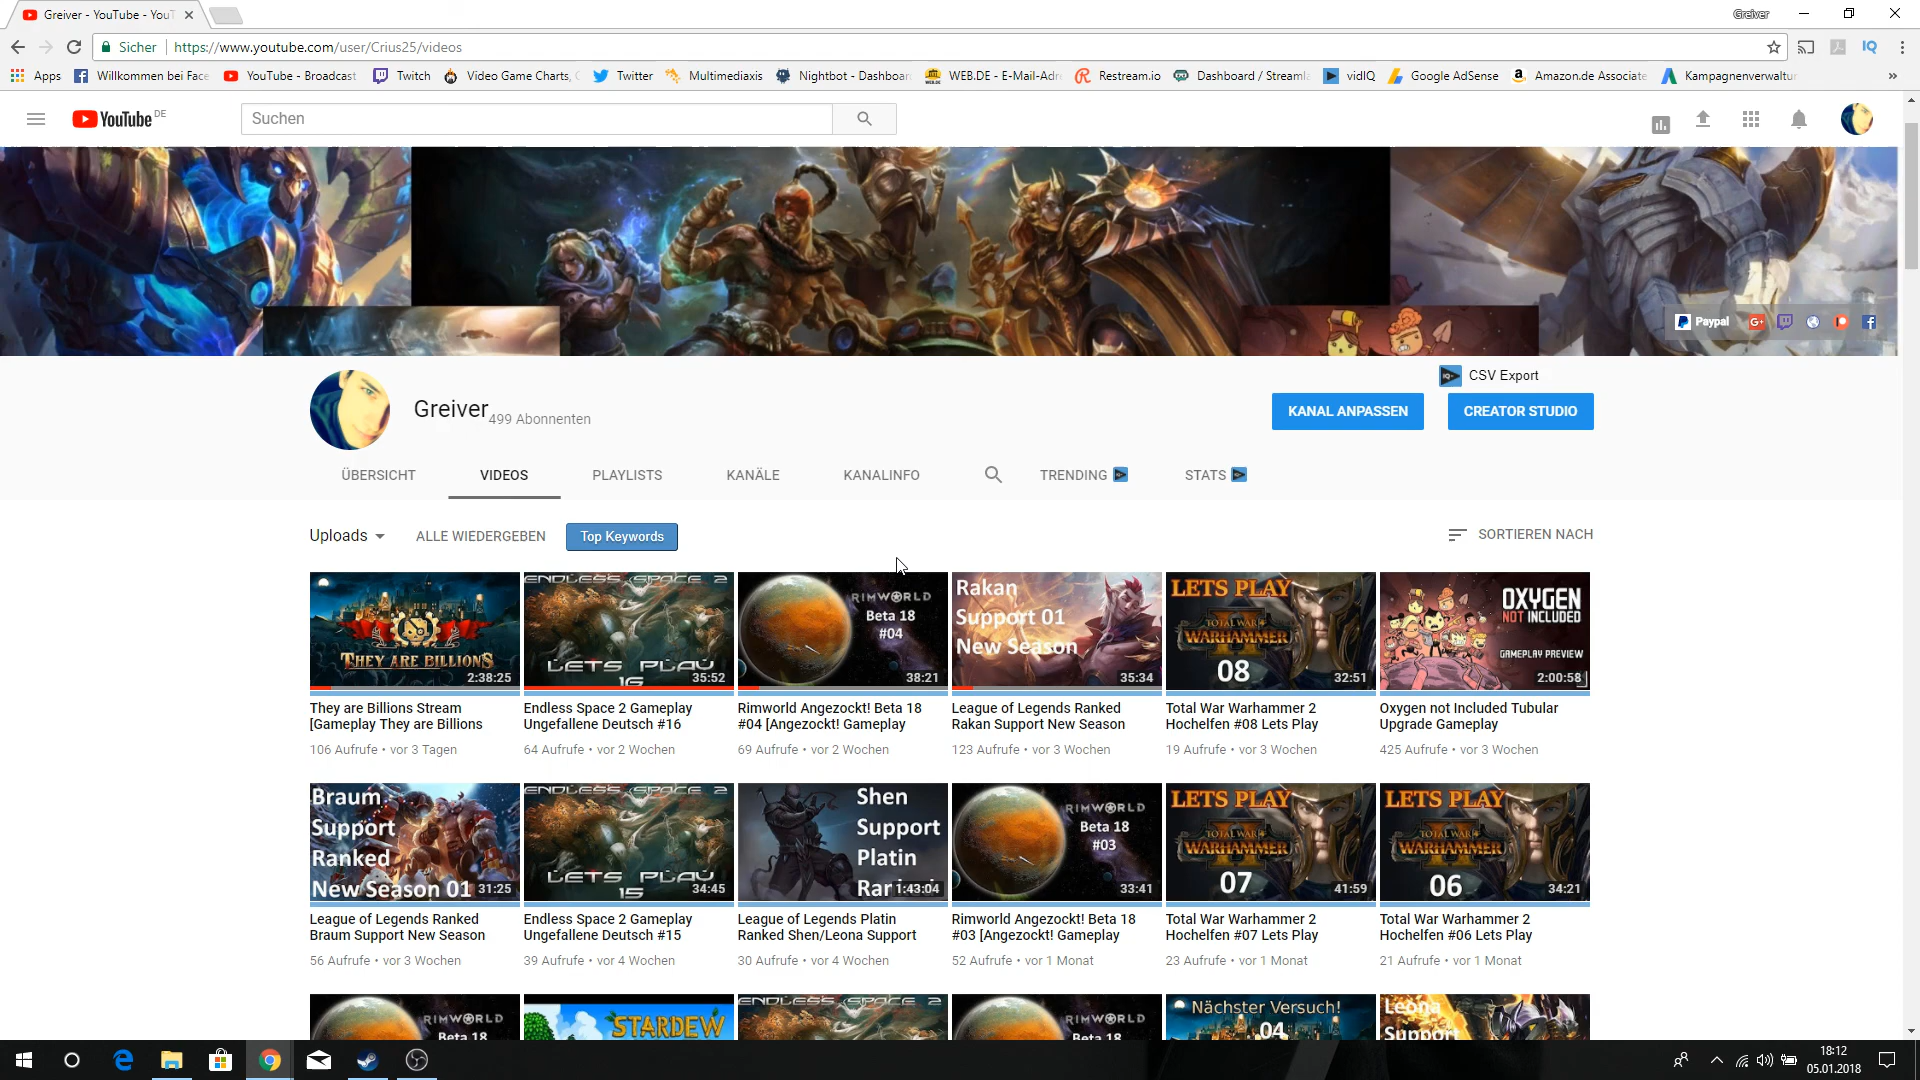 Greiver - YouTube - YouT
Greiver
Sicher
https://www.youtube.com/user/Crius25/videos
IQ
Apps
Willkommen bei Face
YouTube - Broadcast
Twitch
Video Game Charts,
Twitter
Multimediaxis
Nightbot - Dashboar
WEB.DE - E-Mail-Adr
Restream.io
Dashboard / Streamla
vidIQ
Google AdSense
Amazon.de Associate
Kampagnenverwaltu
YouTube DE
Suchen
Paypal
CSV Export
Greiver
499 Abonnenten
KANAL ANPASSEN
CREATOR STUDIO
ÜBERSICHT
VIDEOS
PLAYLISTS
KANÄLE
KANALINFO
TRENDING
STATS
Uploads
ALLE WIEDERGEBEN
Top Keywords
SORTIEREN NACH
THEY ARE BILLIONS
2:38:25
ENDLESS SPACE 2
LETS PLAY
16
35:52
RIMWORLD
Beta 18
#04
38:21
Rakan
Support 01
New Season
35:34
LETS PLAY
TOTAL WAR
WARHAMMER
II
08
32:51
OXYGEN
NOT INCLUDED
GAMEPLAY PREVIEW
2:00:58
They are Billions Stream
[Gameplay They are Billions
106 Aufrufe • vor 3 Tagen
Endless Space 2 Gameplay
Ungefallene Deutsch #16
64 Aufrufe • vor 2 Wochen
Rimworld Angezockt! Beta 18
#04 [Angezockt! Gameplay
69 Aufrufe • vor 2 Wochen
League of Legends Ranked
Rakan Support New Season
123 Aufrufe • vor 3 Wochen
Total War Warhammer 2
Hochelfen #08 Lets Play
19 Aufrufe • vor 3 Wochen
Oxygen not Included Tubular
Upgrade Gameplay
425 Aufrufe • vor 3 Wochen
Braum
Support
Ranked
New Season 01
31:25
ENDLESS SPACE 2
LETS PLAY
15
34:45
Shen
Support
Platin
1:43:04
RIMWORLD
Beta 18
#03
33:41
LETS PLAY
TOTAL WAR
WARHAMMER
II
07
41:59
LETS PLAY
TOTAL WAR
WARHAMMER
II
06
34:21
League of Legends Ranked
Braum Support New Season
56 Aufrufe • vor 3 Wochen
Endless Space 2 Gameplay
Ungefallene Deutsch #15
39 Aufrufe • vor 4 Wochen
League of Legends Platin
Ranked Shen/Leona Support
30 Aufrufe • vor 4 Wochen
Rimworld Angezockt! Beta 18
#03 [Angezockt! Gameplay
52 Aufrufe • vor 1 Monat
Total War Warhammer 2
Hochelfen #07 Lets Play
23 Aufrufe • vor 1 Monat
Total War Warhammer 2
Hochelfen #06 Lets Play
21 Aufrufe • vor 1 Monat
RIMWORLD
Beta 18
STARDEW
ENDLESS SPACE 2
RIMWORLD
Beta 18
Nächster Versuch!
04
Leona
Support
18:12
05.01.2018